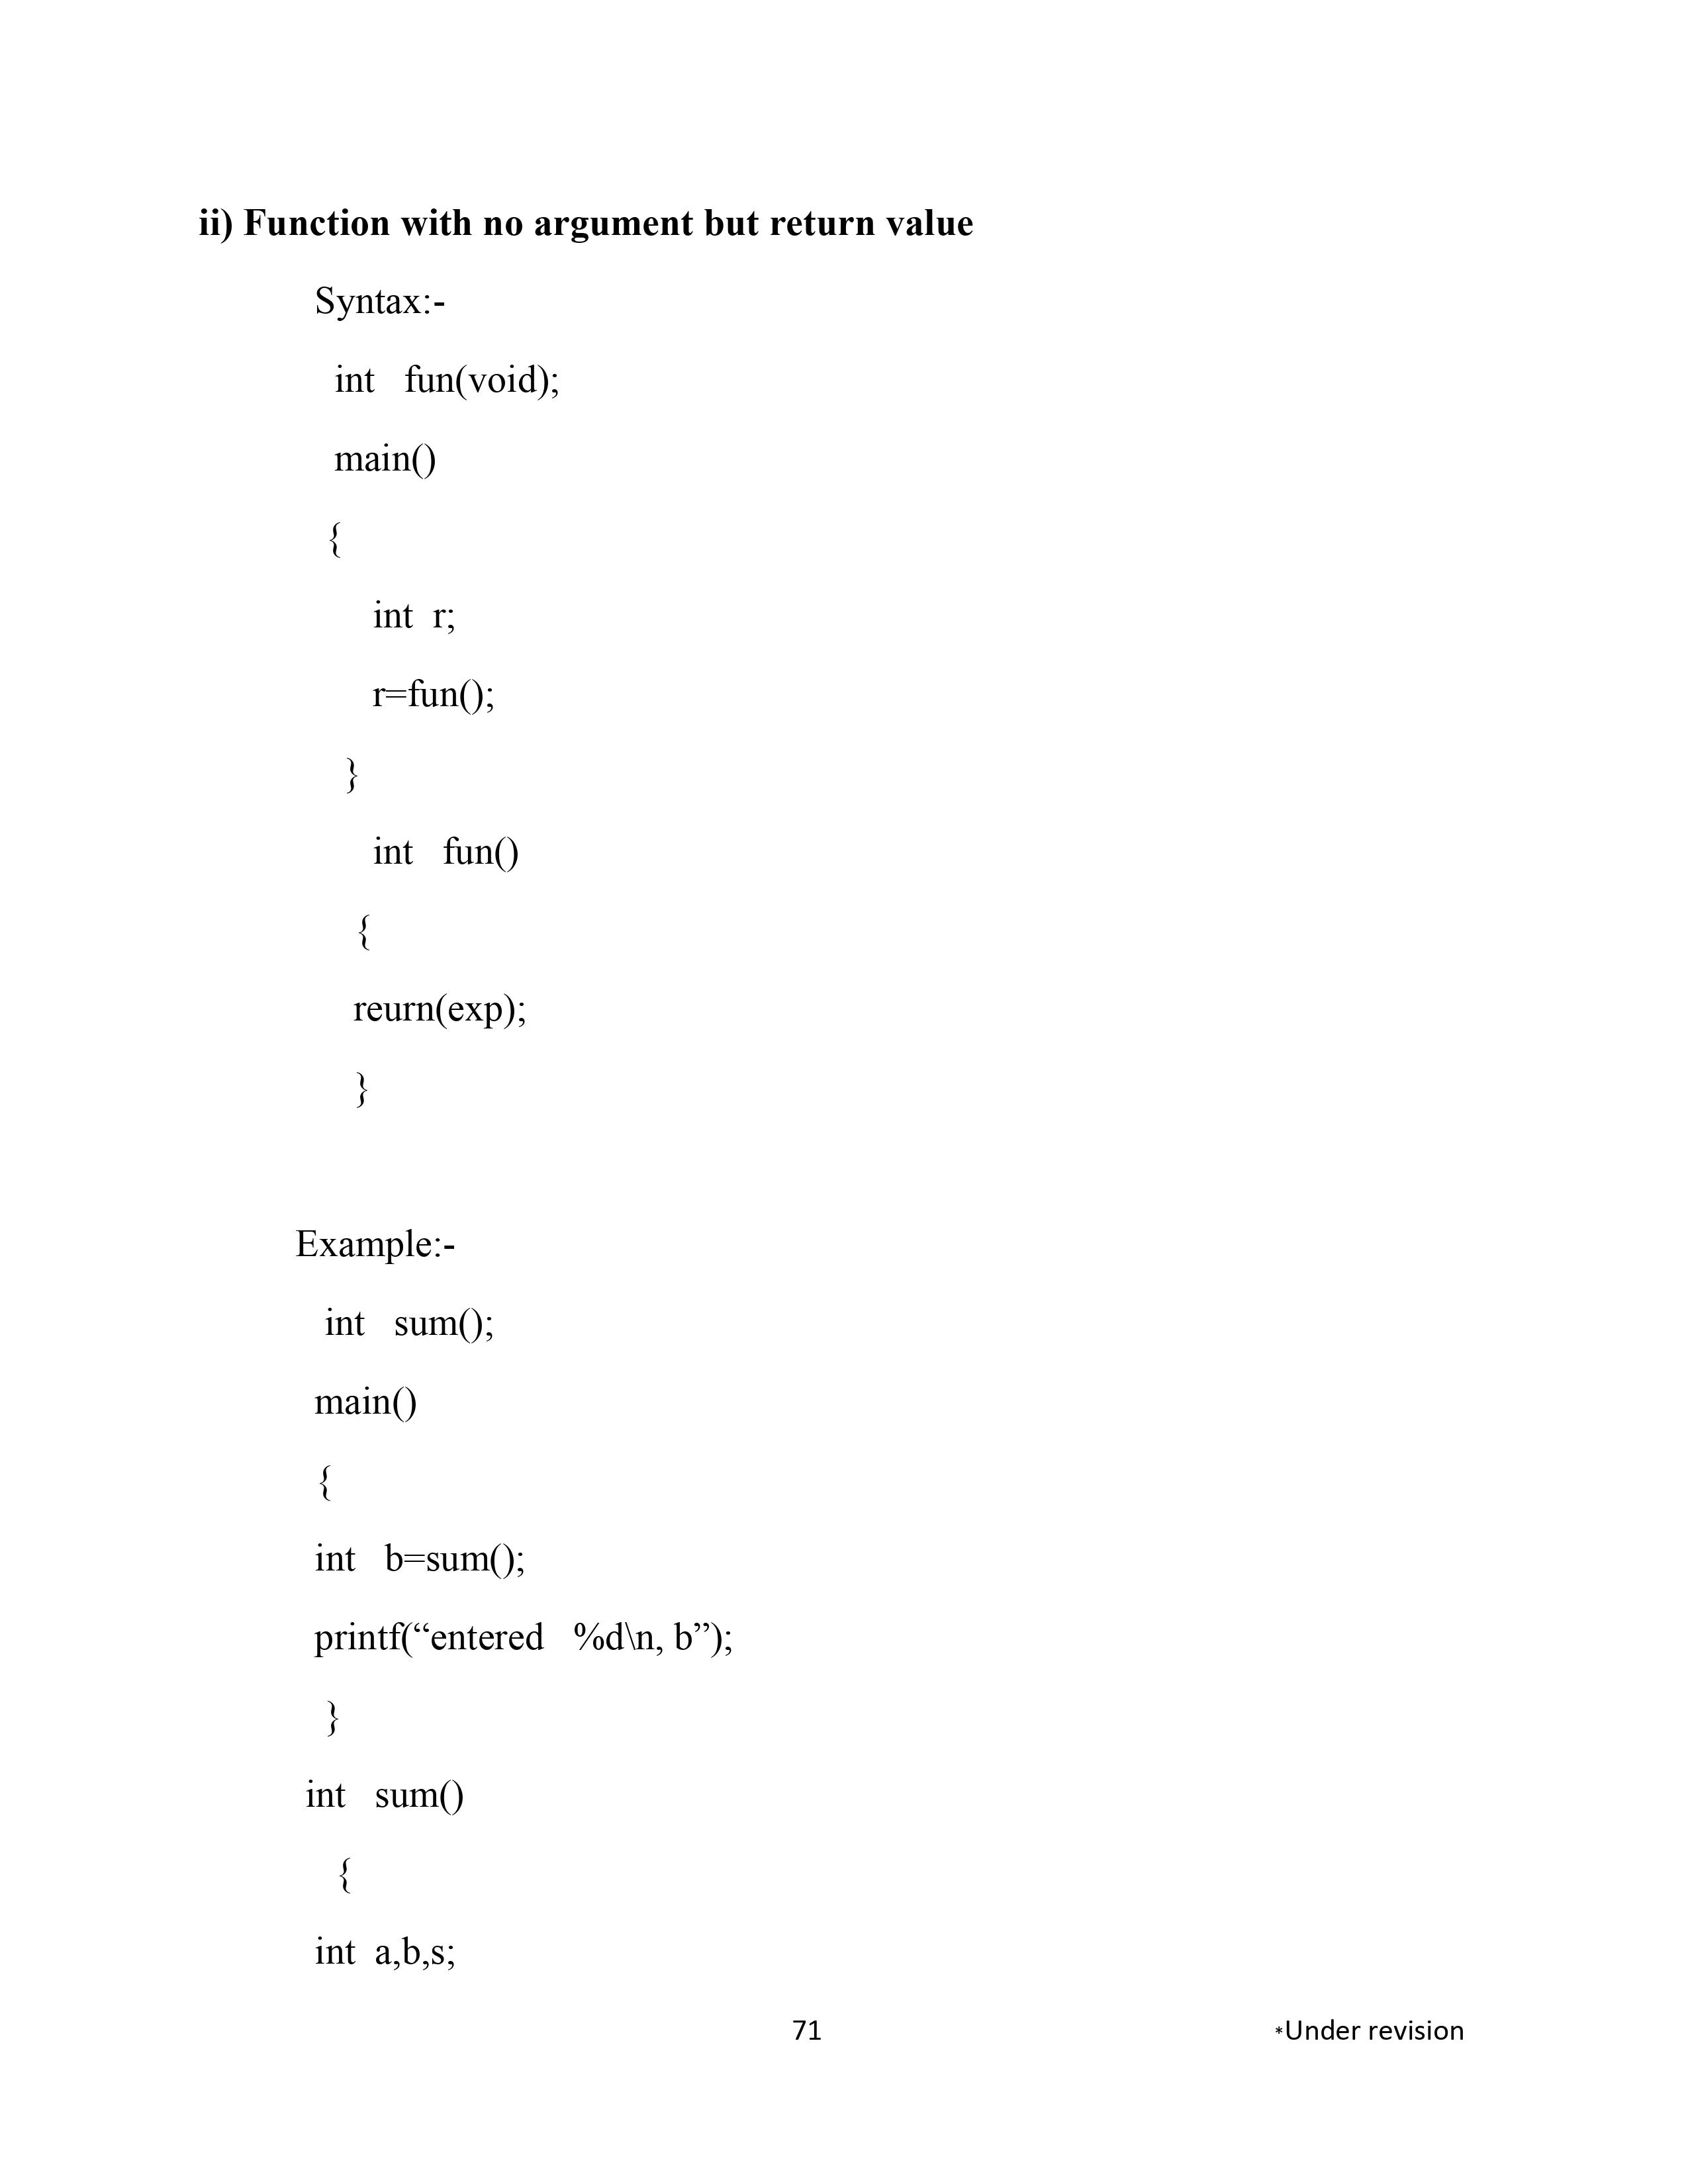 ii) Function with no argument but return value
Syntax:-
int fun(void);
main()
{
int r;
r=fun();
}
int fun()
{
reurn(exp);
}
Example:-
int sum();
main()
{
int b=sum();
printf(“entered %d\n, b”);
}
int sum()
{
int a,b,s;
71 *Under revision